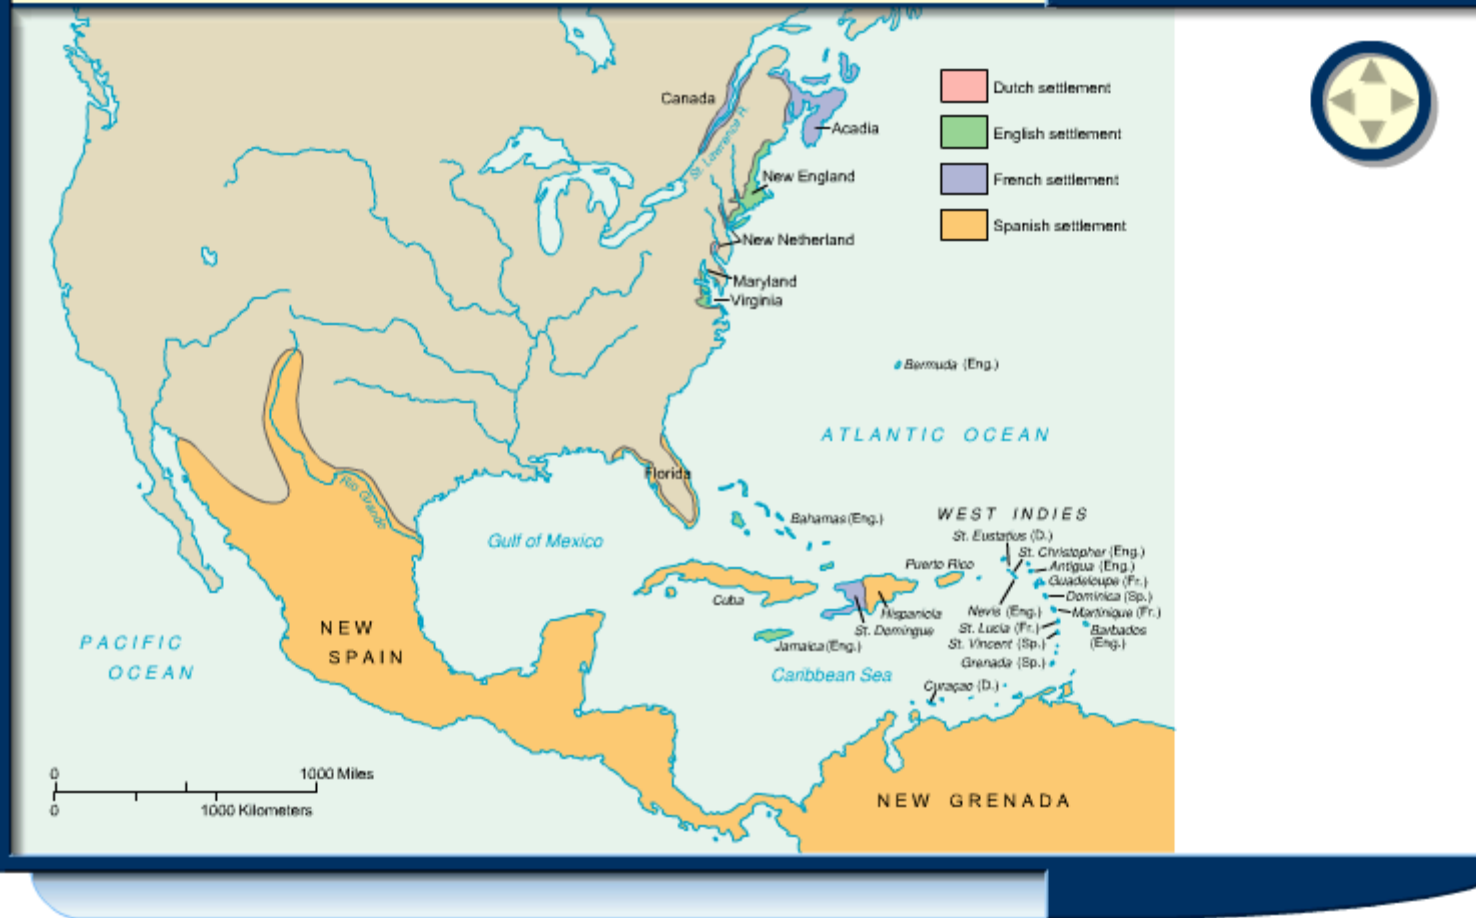 Canada
St. Lawrence R.
Acadia
New England
New Netherland
Maryland
Virginia
Dutch settlement
English settlement
French settlement
Spanish settlement
Bermuda (Eng.)
ATLANTIC OCEAN
Florida
Rio Grande
Gulf of Mexico
Bahamas (Eng.)
WEST INDIES
St. Eustatius (D.)
St. Christopher (Eng.)
Antigua (Eng.)
Guadeloupe (Fr.)
Dominica (Sp.)
Martinique (Fr.)
Barbados
(Eng.)
Nevis (Eng.)
St. Lucia (Fr.)
St. Vincent (Sp.)
Grenada (Sp.)
Curaçao (D.)
Puerto Rico
Cuba
Hispaniola
St. Domingue
Jamaica (Eng.)
Caribbean Sea
PACIFIC
OCEAN
NEW
SPAIN
NEW GRENADA
0
1000 Miles
0
1000 Kilometers